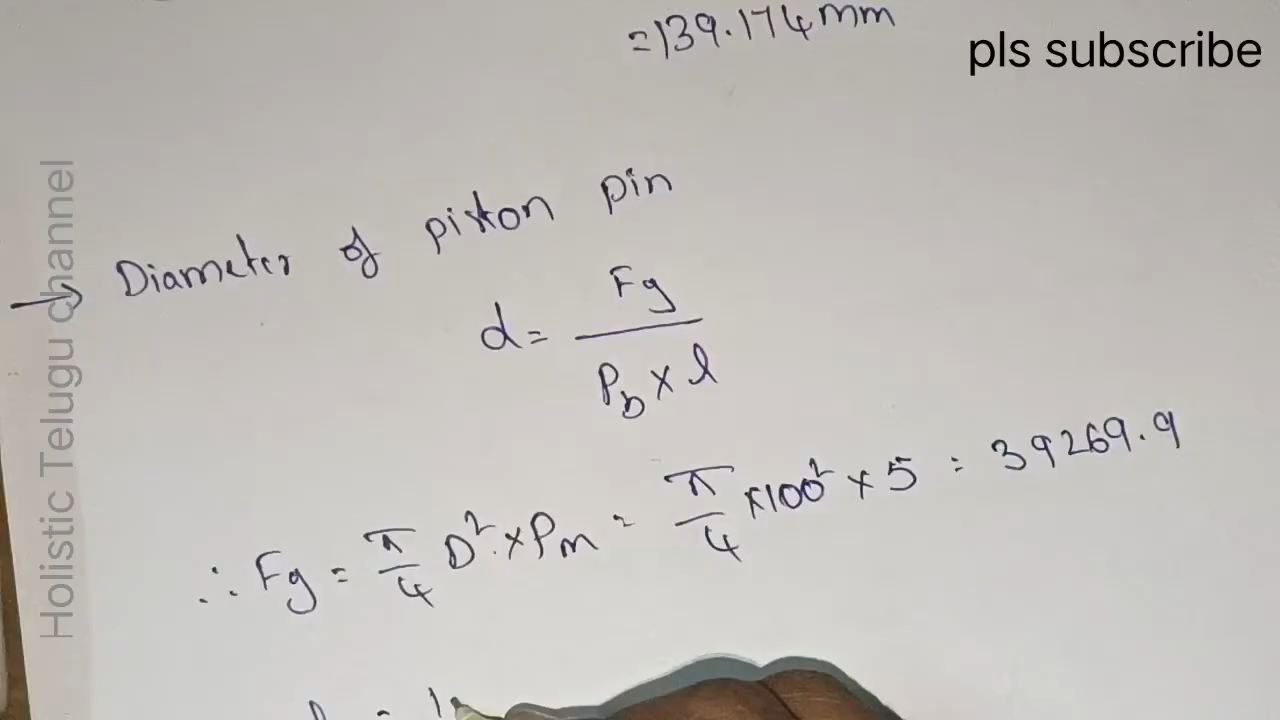 =139.174mm
pls subscribe
Holistic Telugu channel
→ Diameter of piston pin
d = Fg / (Pb × l)
∴ Fg = π/4 D² × Pm = π/4 × 100² × 5 = 39269.9